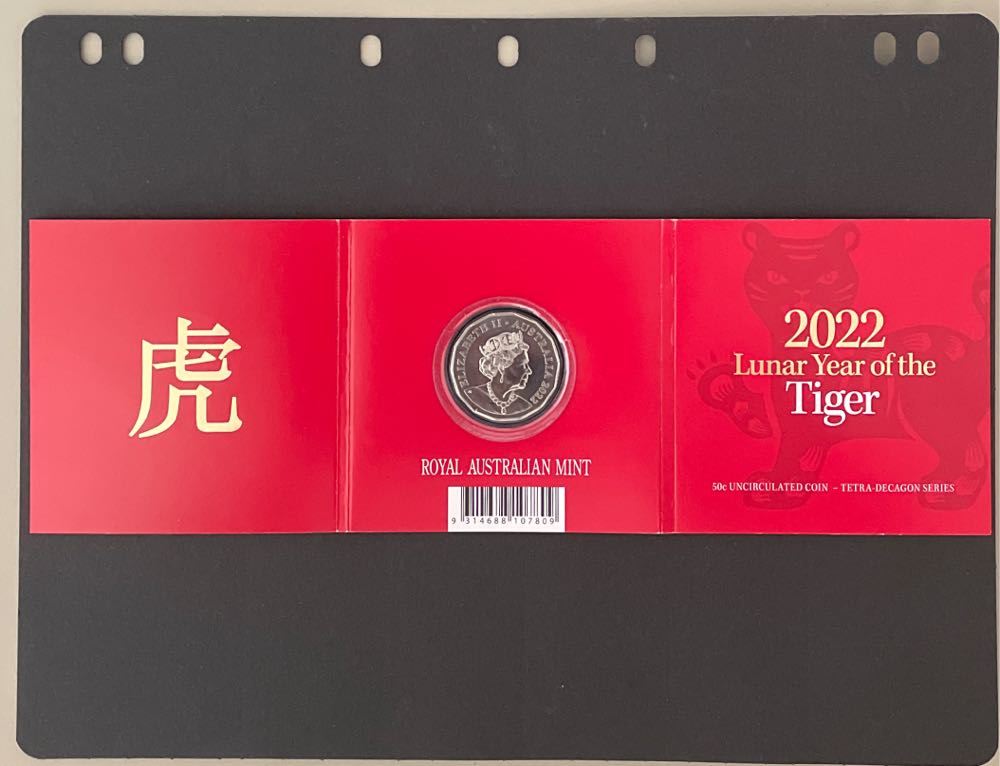 虎
ELIZABETH II • AUSTRALIA 2022
ROYAL AUSTRALIAN MINT
9 314688 107809
2022
Lunar Year of the
Tiger
50c UNCIRCULATED COIN – TETRA-DECAGON SERIES